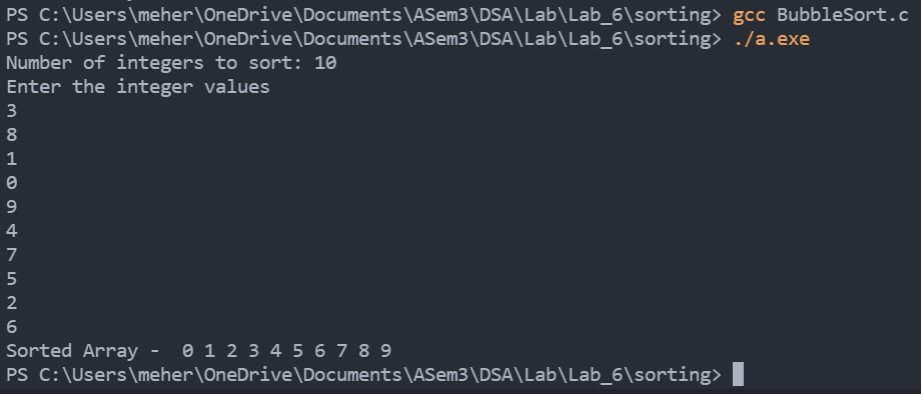 PS C:\Users\meher\OneDrive\Documents\ASem3\DSA\Lab\Lab_6\sorting> gcc BubbleSort.c
PS C:\Users\meher\OneDrive\Documents\ASem3\DSA\Lab\Lab_6\sorting> ./a.exe
Number of integers to sort: 10
Enter the integer values
3
8
1
0
9
4
7
5
2
6
Sorted Array -  0 1 2 3 4 5 6 7 8 9
PS C:\Users\meher\OneDrive\Documents\ASem3\DSA\Lab\Lab_6\sorting>